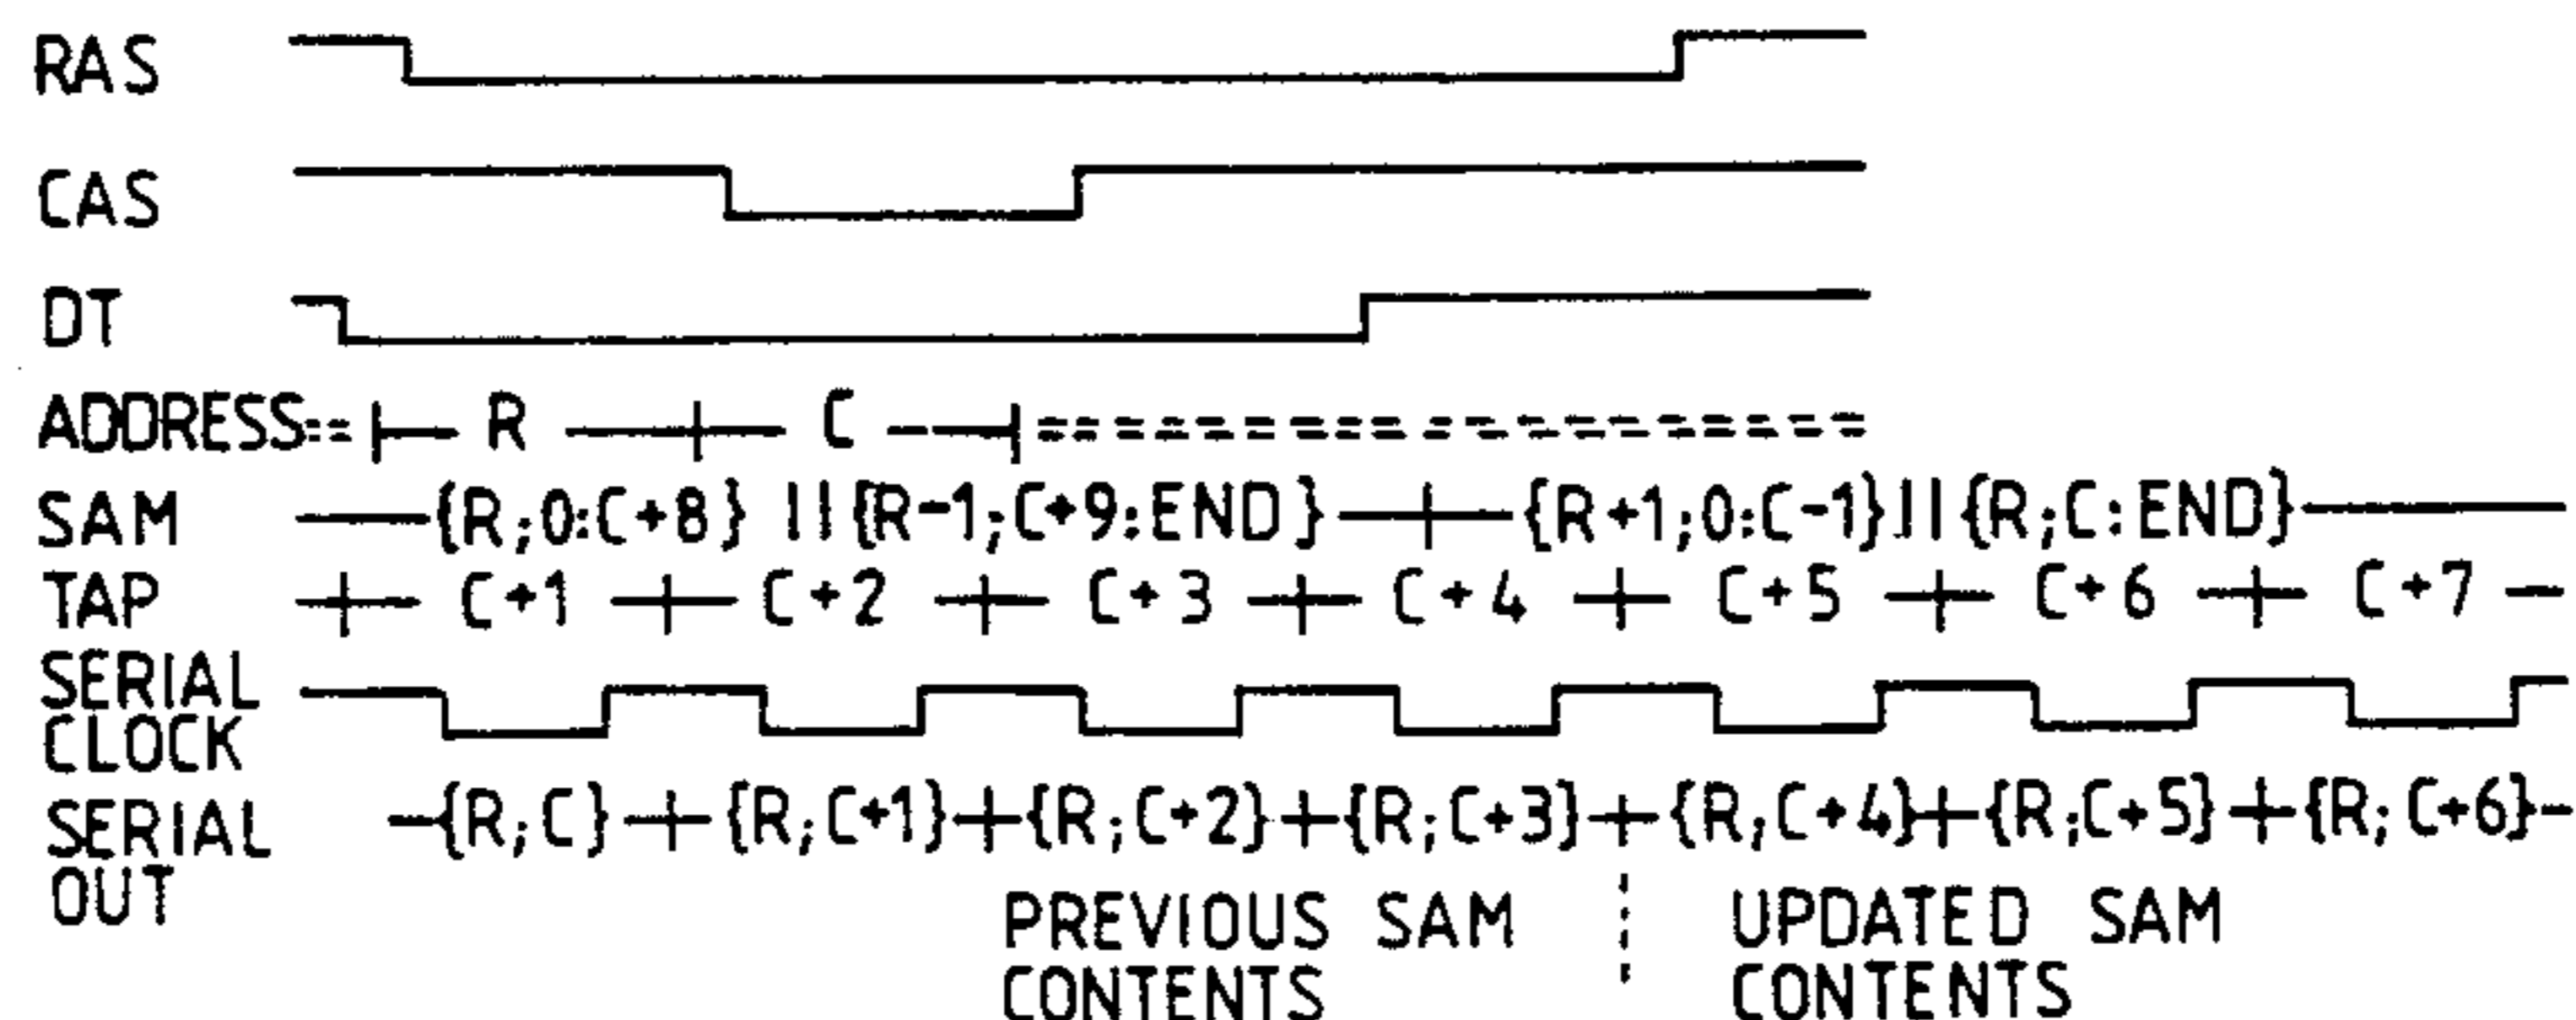 RAS
CAS
DT
ADDRESS R C
SAM {R;0:C+8} || {R-1;C+9:END} {R+1;0:C-1} || {R;C:END}
TAP C+1 C+2 C+3 C+4 C+5 C+6 C+7
SERIAL
CLOCK
SERIAL {R;C} {R;C+1} {R;C+2} {R;C+3} {R;C+4} {R;C+5} {R;C+6}
OUT
PREVIOUS SAM
CONTENTS
UPDATED SAM
CONTENTS